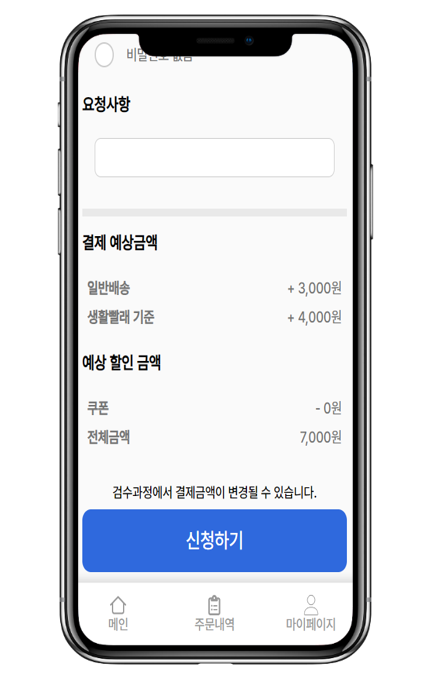 비밀번호 없음
요청사항
결제 예상금액
일반배송 + 3,000원
생활빨래 기준 + 4,000원
예상 할인 금액
쿠폰 - 0원
전체금액 7,000원
검수과정에서 결제금액이 변경될 수 있습니다.
신청하기
메인 주문내역 마이페이지